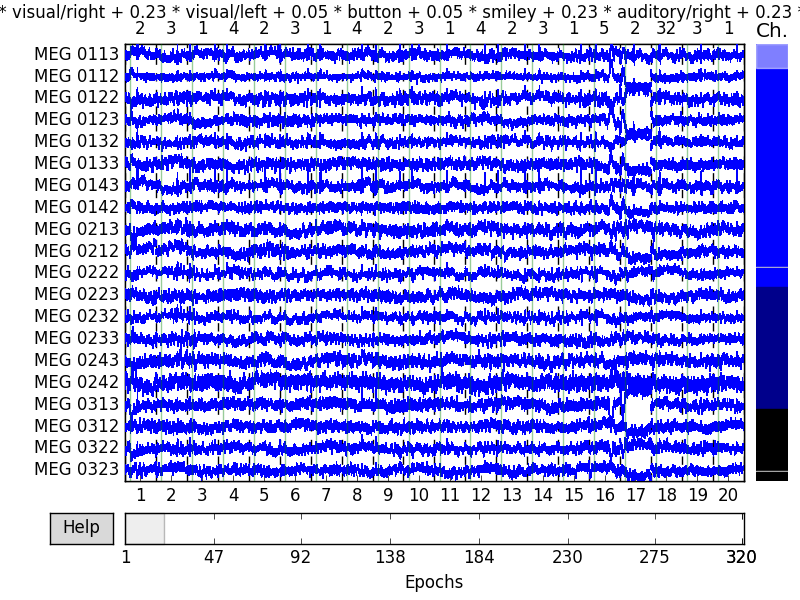 * visual/right + 0.23 * visual/left + 0.05 * button + 0.05 * smiley + 0.23 * auditory/right + 0.23 *
2 3 1 4 2 3 1 4 2 3 1 4 2 3 1 5 2 32 3 1
Ch.
MEG 0113
MEG 0112
MEG 0122
MEG 0123
MEG 0132
MEG 0133
MEG 0143
MEG 0142
MEG 0213
MEG 0212
MEG 0222
MEG 0223
MEG 0232
MEG 0233
MEG 0243
MEG 0242
MEG 0313
MEG 0312
MEG 0322
MEG 0323
1 2 3 4 5 6 7 8 9 10 11 12 13 14 15 16 17 18 19 20
Help
1 47 92 138 184 230 275 320
Epochs